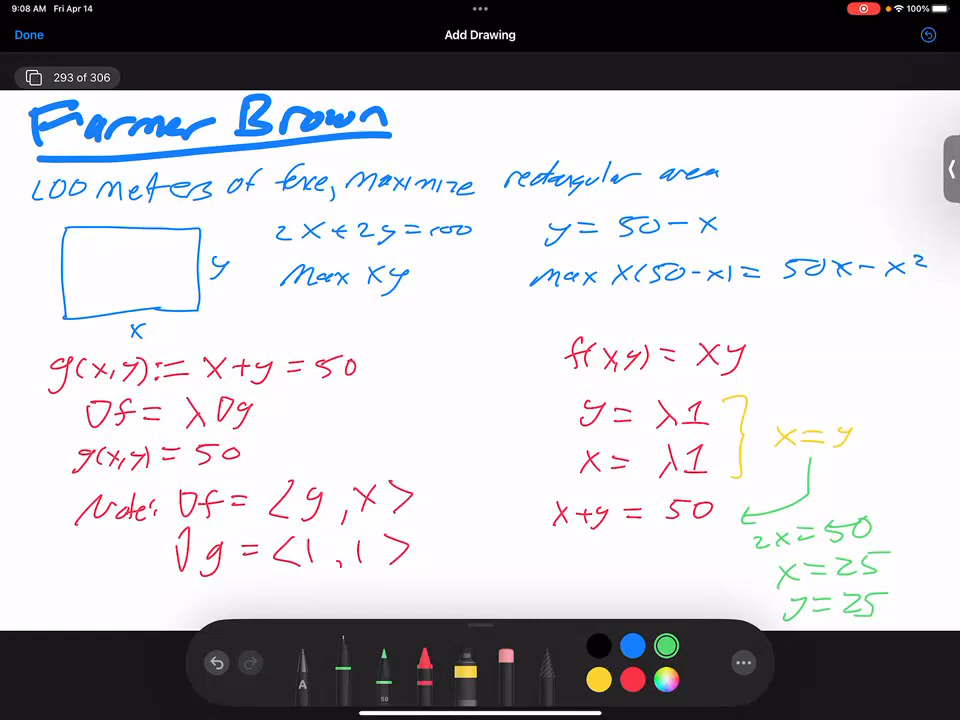 9:08 AM Fri Apr 14
100%
Done
Add Drawing
293 of 306
Farmer Brown
100 meters of fence, maximize rectangular area
2x+2y=100
y = 50-x
y
Max xy
max x(50-x) = 50x-x²
x
g(x,y) := x+y = 50
f(x,y) = xy
∇f = λ∇g
y = λ1
x = y
g(x,y) = 50
x = λ1
Note: ∇f = <y, x>
x+y = 50
2x = 50
∇g = <1, 1>
x = 25
y = 25
A
50